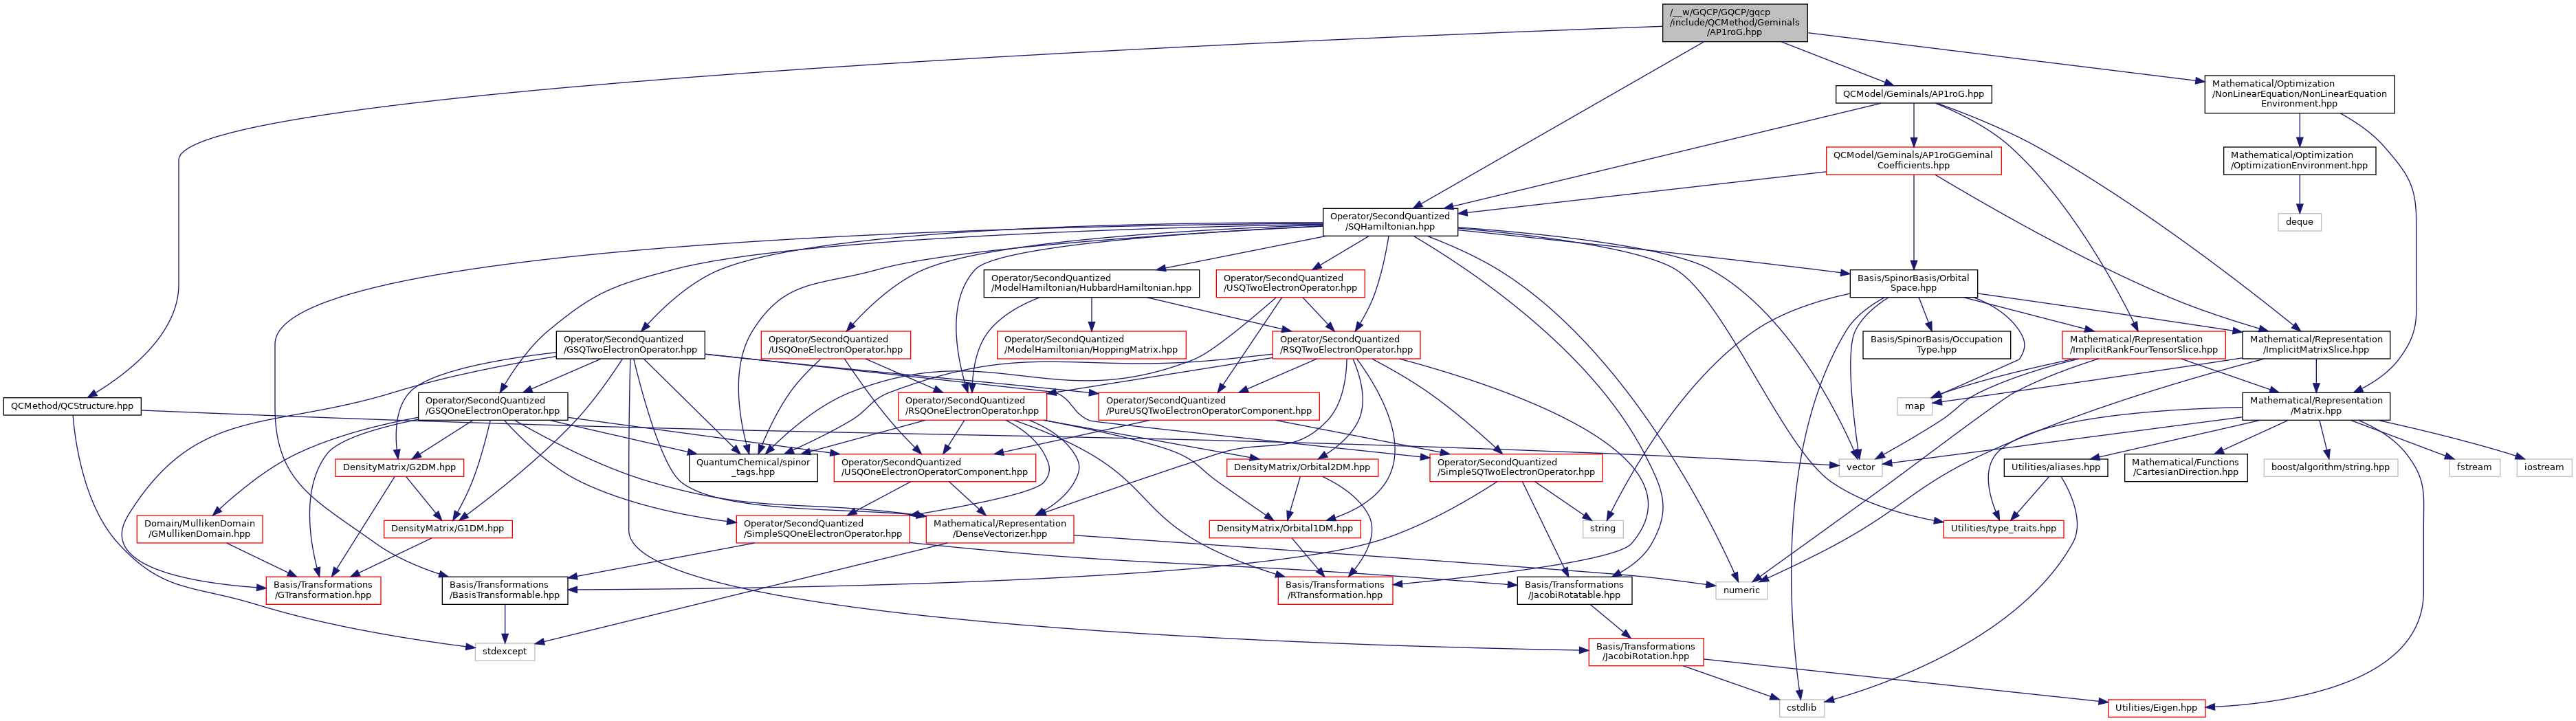 /__w/GQCP/GQCP/gqcp
/include/QCMethod/Geminals
/AP1roG.hpp
Mathematical/Optimization
/NonLinearEquation/NonLinearEquation
Environment.hpp
QCModel/Geminals/AP1roG.hpp
QCModel/Geminals/AP1roGGeminal
Coefficients.hpp
Mathematical/Optimization
/OptimizationEnvironment.hpp
Operator/SecondQuantized
/SQHamiltonian.hpp
deque
Operator/SecondQuantized
/ModelHamiltonian/HubbardHamiltonian.hpp
Operator/SecondQuantized
/USQTwoElectronOperator.hpp
Basis/SpinorBasis/Orbital
Space.hpp
Operator/SecondQuantized
/GSQTwoElectronOperator.hpp
Operator/SecondQuantized
/USQOneElectronOperator.hpp
Operator/SecondQuantized
/ModelHamiltonian/HoppingMatrix.hpp
Operator/SecondQuantized
/RSQTwoElectronOperator.hpp
Basis/SpinorBasis/Occupation
Type.hpp
Mathematical/Representation
/ImplicitRankFourTensorSlice.hpp
Mathematical/Representation
/ImplicitMatrixSlice.hpp
QCMethod/QCStructure.hpp
Operator/SecondQuantized
/GSQOneElectronOperator.hpp
Operator/SecondQuantized
/RSQOneElectronOperator.hpp
Operator/SecondQuantized
/PureUSQTwoElectronOperatorComponent.hpp
map
Mathematical/Representation
/Matrix.hpp
DensityMatrix/G2DM.hpp
QuantumChemical/spinor
_tags.hpp
Operator/SecondQuantized
/USQOneElectronOperatorComponent.hpp
DensityMatrix/Orbital2DM.hpp
Operator/SecondQuantized
/SimpleSQTwoElectronOperator.hpp
vector
Utilities/aliases.hpp
Mathematical/Functions
/CartesianDirection.hpp
boost/algorithm/string.hpp
fstream
iostream
Domain/MullikenDomain
/GMullikenDomain.hpp
DensityMatrix/G1DM.hpp
Operator/SecondQuantized
/SimpleSQOneElectronOperator.hpp
Mathematical/Representation
/DenseVectorizer.hpp
DensityMatrix/Orbital1DM.hpp
string
Utilities/type_traits.hpp
Basis/Transformations
/GTransformation.hpp
Basis/Transformations
/BasisTransformable.hpp
Basis/Transformations
/RTransformation.hpp
Basis/Transformations
/JacobiRotatable.hpp
numeric
stdexcept
Basis/Transformations
/JacobiRotation.hpp
cstdlib
Utilities/Eigen.hpp